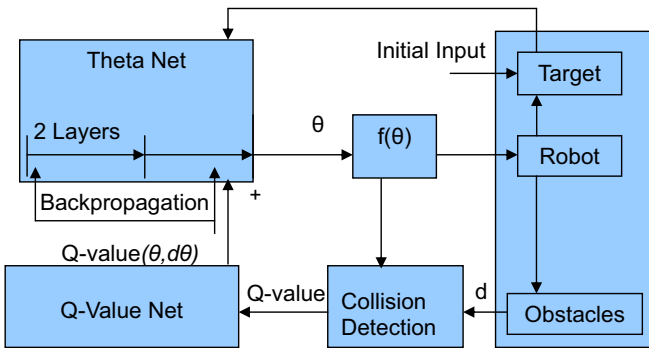 Theta Net
Initial Input
Target
2 Layers
θ
f(θ)
Robot
Backpropagation
+
Q-value(θ,dθ)
Q-Value Net
Q-value
Collision
Detection
d
Obstacles